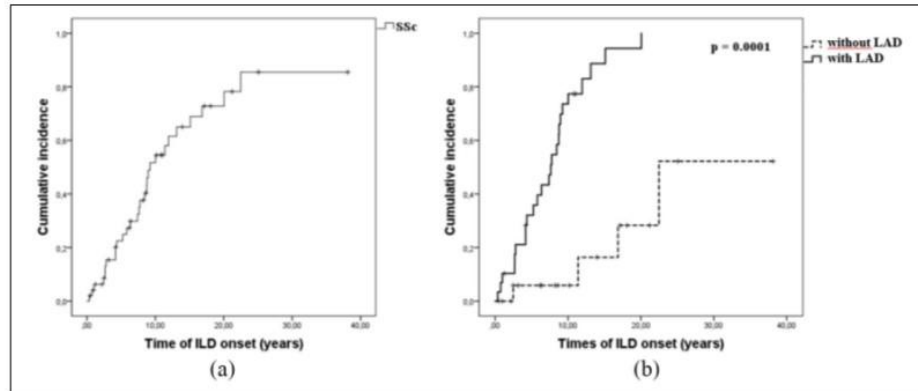 SSc
Cumulative incidence
1,0
0,8
0,6
0,4
0,2
0,0
,00
10,00
20,00
30,00
40,00
Time of ILD onset (years)
(a)
p = 0.0001
without LAD
with LAD
Cumulative incidence
1,0
0,8
0,6
0,4
0,2
0,0
,00
10,00
20,00
30,00
40,00
Times of ILD onset (years)
(b)